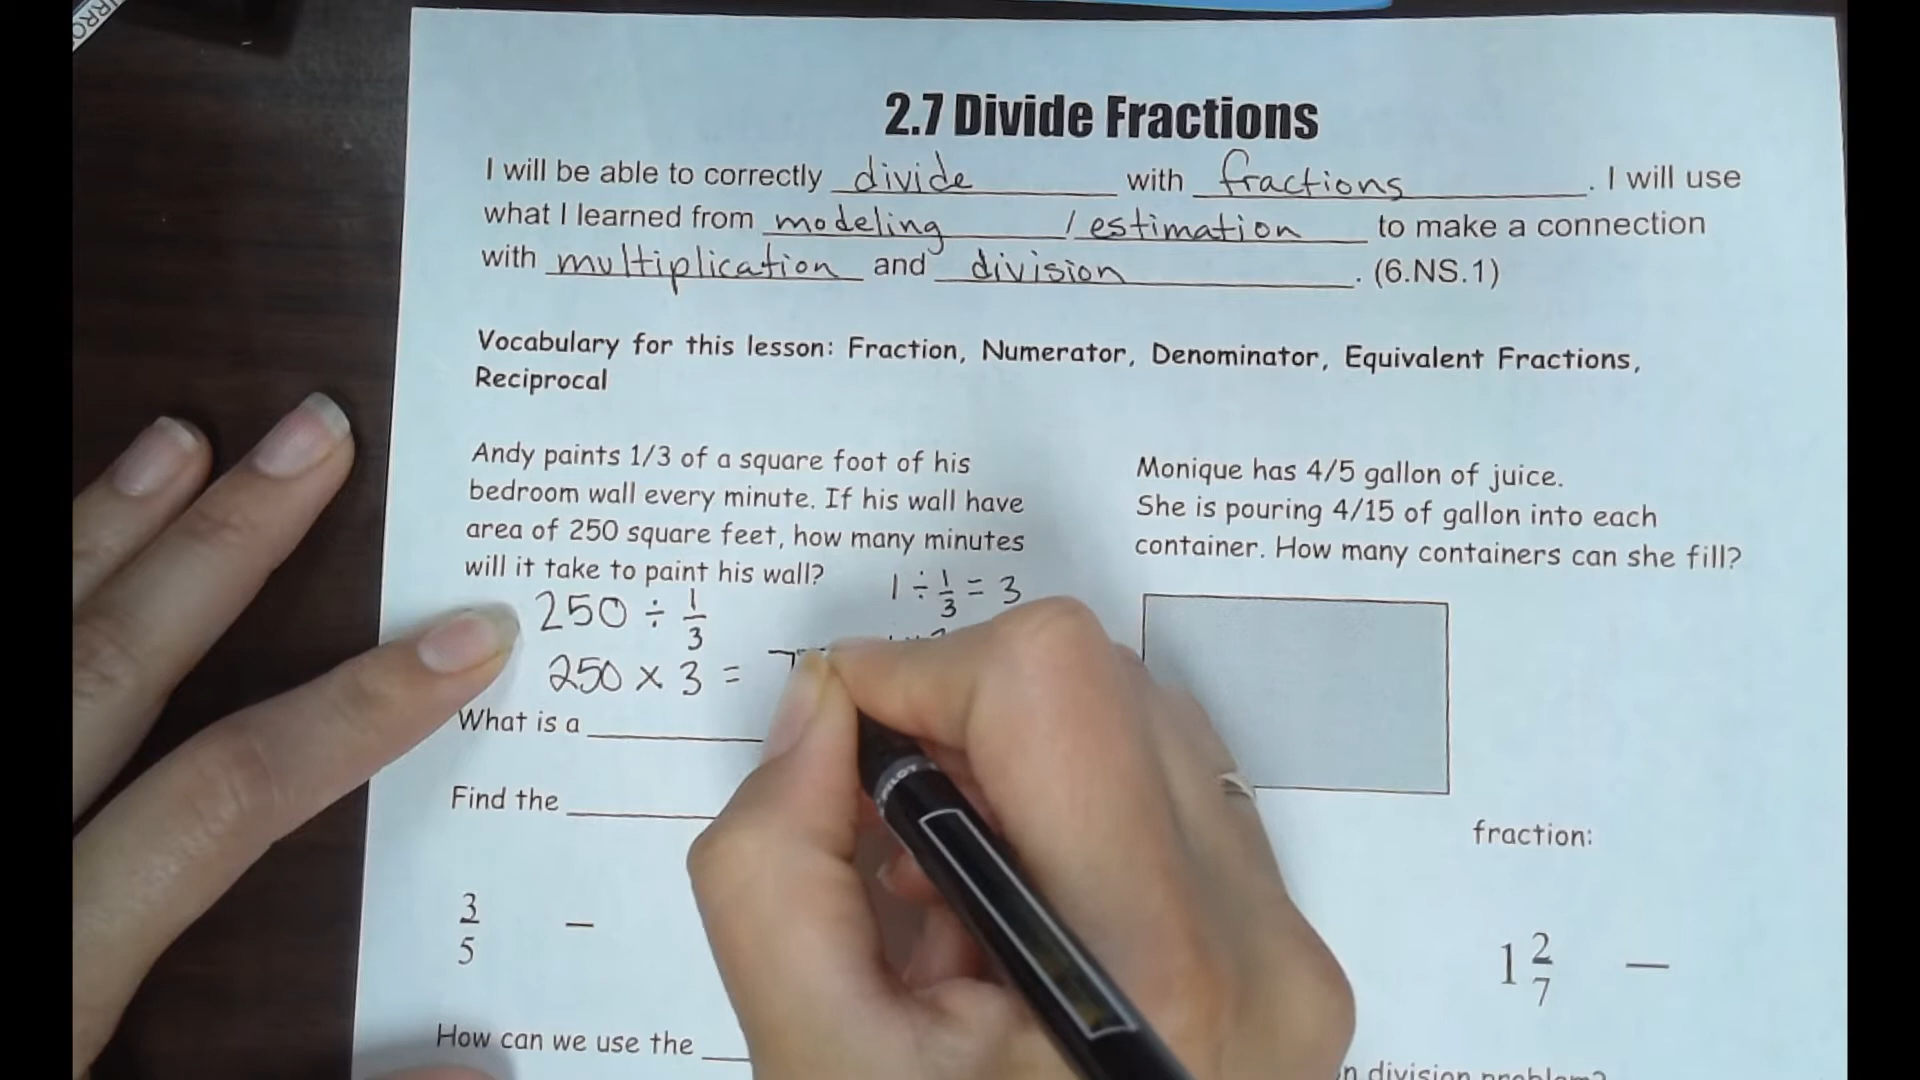 2.7 Divide Fractions
I will be able to correctly divide with fractions. I will use
what I learned from modeling / estimation to make a connection
with multiplication and division. (6.NS.1)
Vocabulary for this lesson: Fraction, Numerator, Denominator, Equivalent Fractions,
Reciprocal
Andy paints 1/3 of a square foot of his
bedroom wall every minute. If his wall have
area of 250 square feet, how many minutes
will it take to paint his wall?
1 ÷ 1/3 = 3
250 ÷ 1/3
250 × 3 =
What is a
Find the
3/5 —
How can we use the
Monique has 4/5 gallon of juice.
She is pouring 4/15 of gallon into each
container. How many containers can she fill?
fraction:
1 2/7 —
division problem?